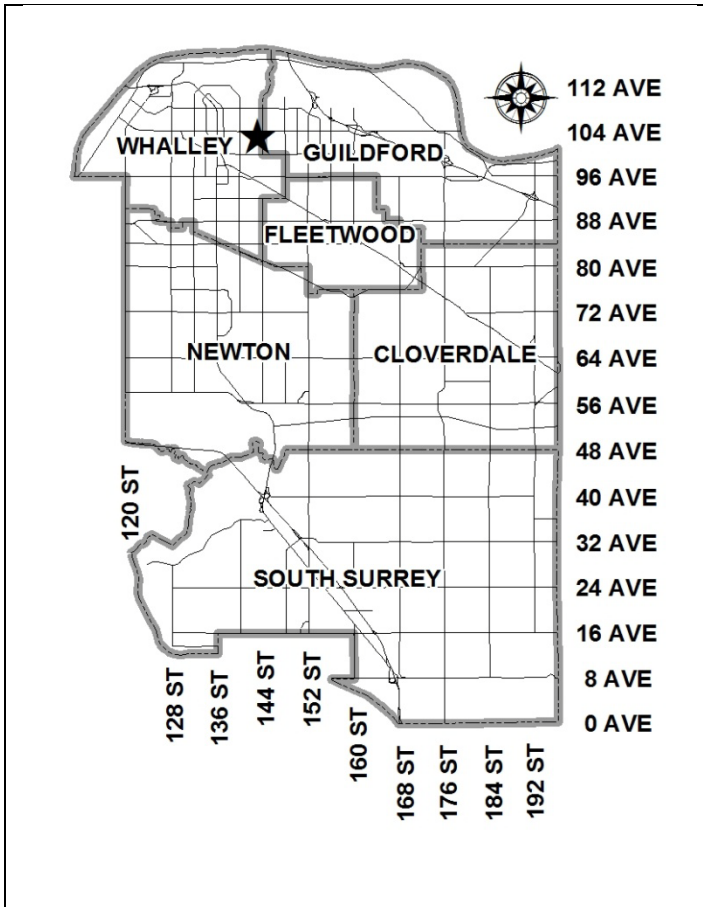 112 AVE
104 AVE
WHALLEY
GUILDFORD
96 AVE
88 AVE
FLEETWOOD
80 AVE
72 AVE
NEWTON
CLOVERDALE
64 AVE
56 AVE
48 AVE
120 ST
40 AVE
32 AVE
SOUTH SURREY
24 AVE
16 AVE
8 AVE
0 AVE
128 ST
136 ST
144 ST
152 ST
160 ST
168 ST
176 ST
184 ST
192 ST